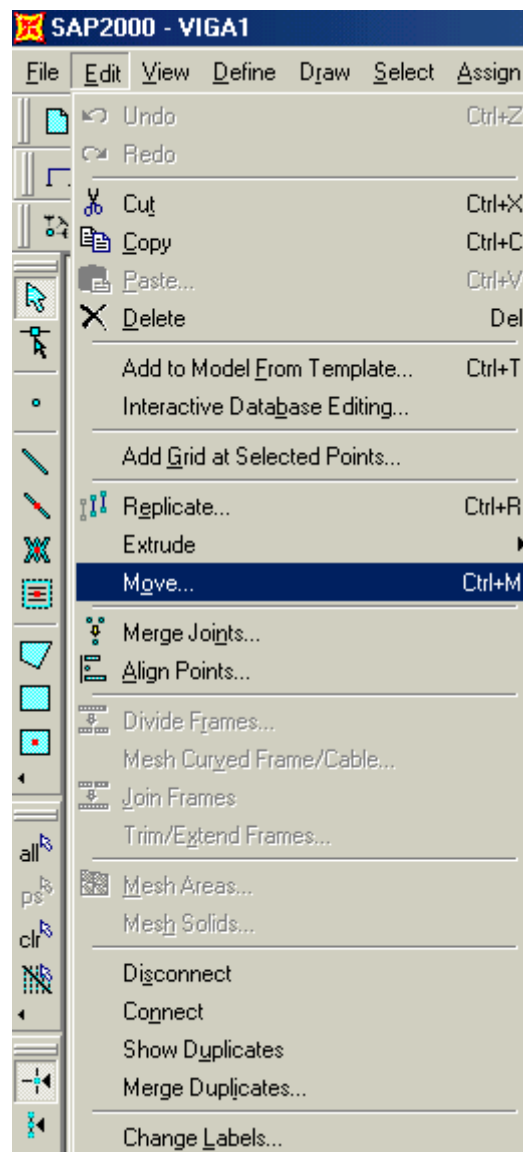 SAP2000 - VIGA1
File Edit View Define Draw Select Assign
Undo Ctrl+Z
Redo
Cut Ctrl+X
Copy Ctrl+C
Paste... Ctrl+V
Delete Del
Add to Model From Template... Ctrl+T
Interactive Database Editing...
Add Grid at Selected Points...
Replicate... Ctrl+R
Extrude
Move... Ctrl+M
Merge Joints...
Align Points...
Divide Frames...
Mesh Curved Frame/Cable...
Join Frames
Trim/Extend Frames...
all
Mesh Areas...
ps
Mesh Solids...
clr
Disconnect
Connect
Show Duplicates
Merge Duplicates...
Change Labels...